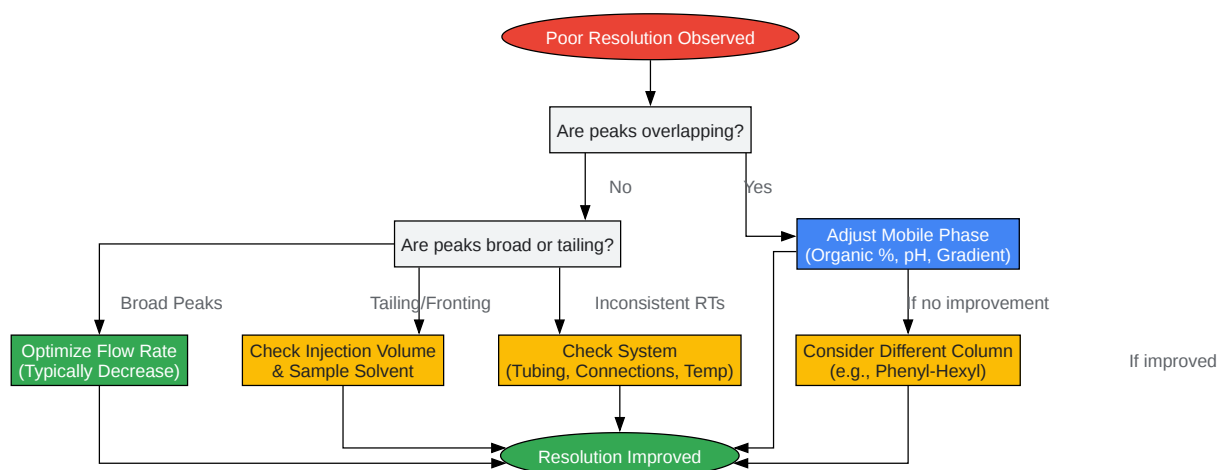 Poor Resolution Observed
Are peaks overlapping?
No
Yes
Are peaks broad or tailing?
Adjust Mobile Phase
(Organic %, pH, Gradient)
Broad Peaks
Tailing/Fronting
Inconsistent RTs
If no improvement
Optimize Flow Rate
(Typically Decrease)
Check Injection Volume
& Sample Solvent
Check System
(Tubing, Connections, Temp)
Consider Different Column
(e.g., Phenyl-Hexyl)
If improved
Resolution Improved